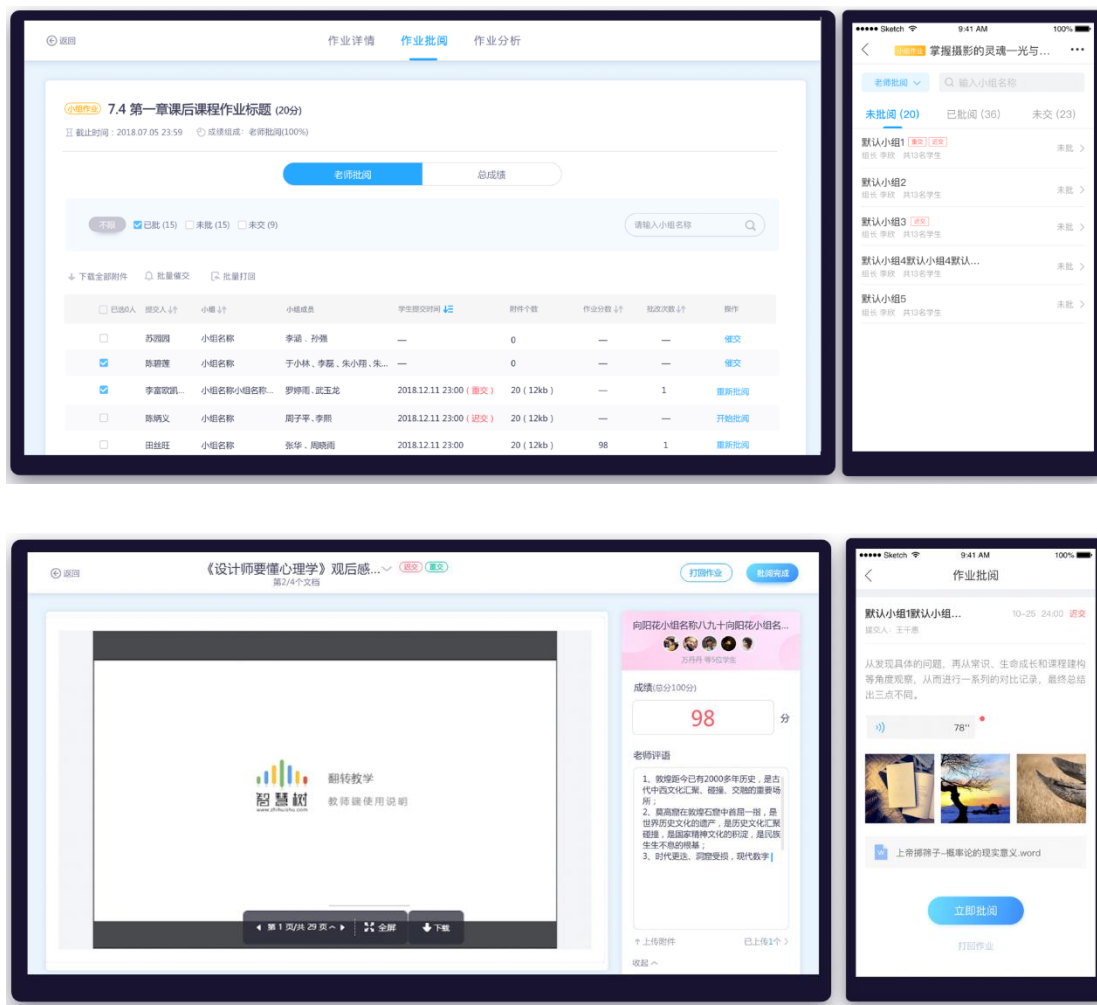 返回
作业详情 作业批阅 作业分析
小组作业 7.4 第一章课后课程作业标题 (20分)
截止时间：2018.07.05 23:59 成绩组成：老师批阅(100%)
老师批阅 总成绩
不限 已批 (15) 未批 (15) 未交 (9) 请输入小组名称
下载全部附件 批量催交 批量打回
已选0人 提交人 小组 小组成员 学生提交时间 附件个数 作业分数 批改次数 操作
苏圆圆 小组名称 李涵、孙强 — 0 — — 催交
陈碧莲 小组名称 于小林、李磊、朱小翔、朱... — 0 — — 催交
李富欧凯... 小组名称小组名称... 罗婷雨、武玉龙 2018.12.11 23:00 ( 重交 ) 20 ( 12kb ) — 1 重新批阅
陈炳义 小组名称 周子平、李熙 2018.12.11 23:00 ( 迟交 ) 20 ( 12kb ) — — 开始批阅
田丝旺 小组名称 张华、周晓雨 2018.12.11 23:00 20 ( 12kb ) 98 1 重新批阅
Sketch 9:41 AM 100%
小组作业 掌握摄影的灵魂—光与... •••
老师批阅 输入小组名称
未批阅 (20) 已批阅 (36) 未交 (23)
默认小组1 重交 迟交
组长 李欣 共13名学生 未批
默认小组2
组长 李欣 共13名学生 未批
默认小组3 迟交
组长 李欣 共13名学生 未批
默认小组4默认小组4默认...
组长 李欣 共13名学生 未批
默认小组5
组长 李欣 共13名学生 未批
返回
《设计师要懂心理学》观后感... 迟交 重交
第2/4个文档
打回作业 批阅完成
智慧树
www.zhihuishu.com
翻转教学
教师端使用说明
第 1 页/共 29 页 全屏 下载
向阳花小组名称八九十向阳花小组名...
万丹丹 等5位学生
成绩(总分100分)
98 分
老师评语
1、敦煌距今已有2000多年历史，是古
代中西文化汇聚、碰撞、交融的重要场
所；
2、莫高窟在敦煌石窟中首屈一指，是
世界历史文化的遗产，是历史文化汇聚
碰撞，是国家精神文化的积淀，是民族
生生不息的根基；
3、时代更迭、洞窟受损，现代数字
上传附件 已上传1个
收起
Sketch 9:41 AM 100%
作业批阅
默认小组1默认小组... 10-25 24:00 迟交
提交人：王千惠
从发现具体的问题，再从常识、生命成长和课程建构
等角度观察，从而进行一系列的对比记录，最终总结
出三点不同。
78''
W 上帝掷筛子–概率论的现实意义.word
立即批阅
打回作业